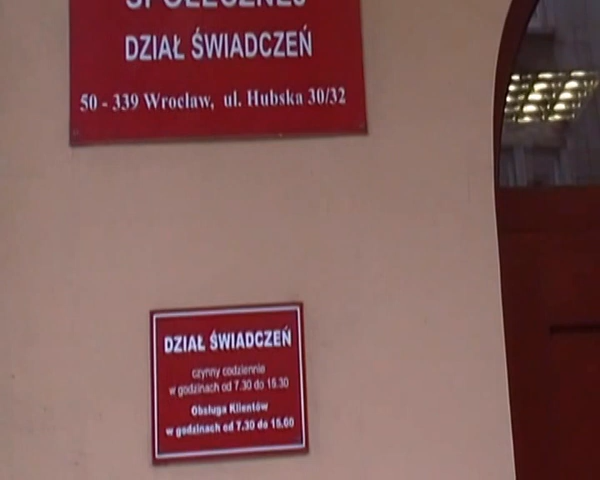 SPOŁECZNEJ
DZIAŁ ŚWIADCZEŃ
50 - 339 Wrocław, ul. Hubska 30/32
DZIAŁ ŚWIADCZEŃ
czynny codziennie
w godzinach od 7.30 do 15.30
Obsługa Klientów
w godzinach od 7.30 do 15.00